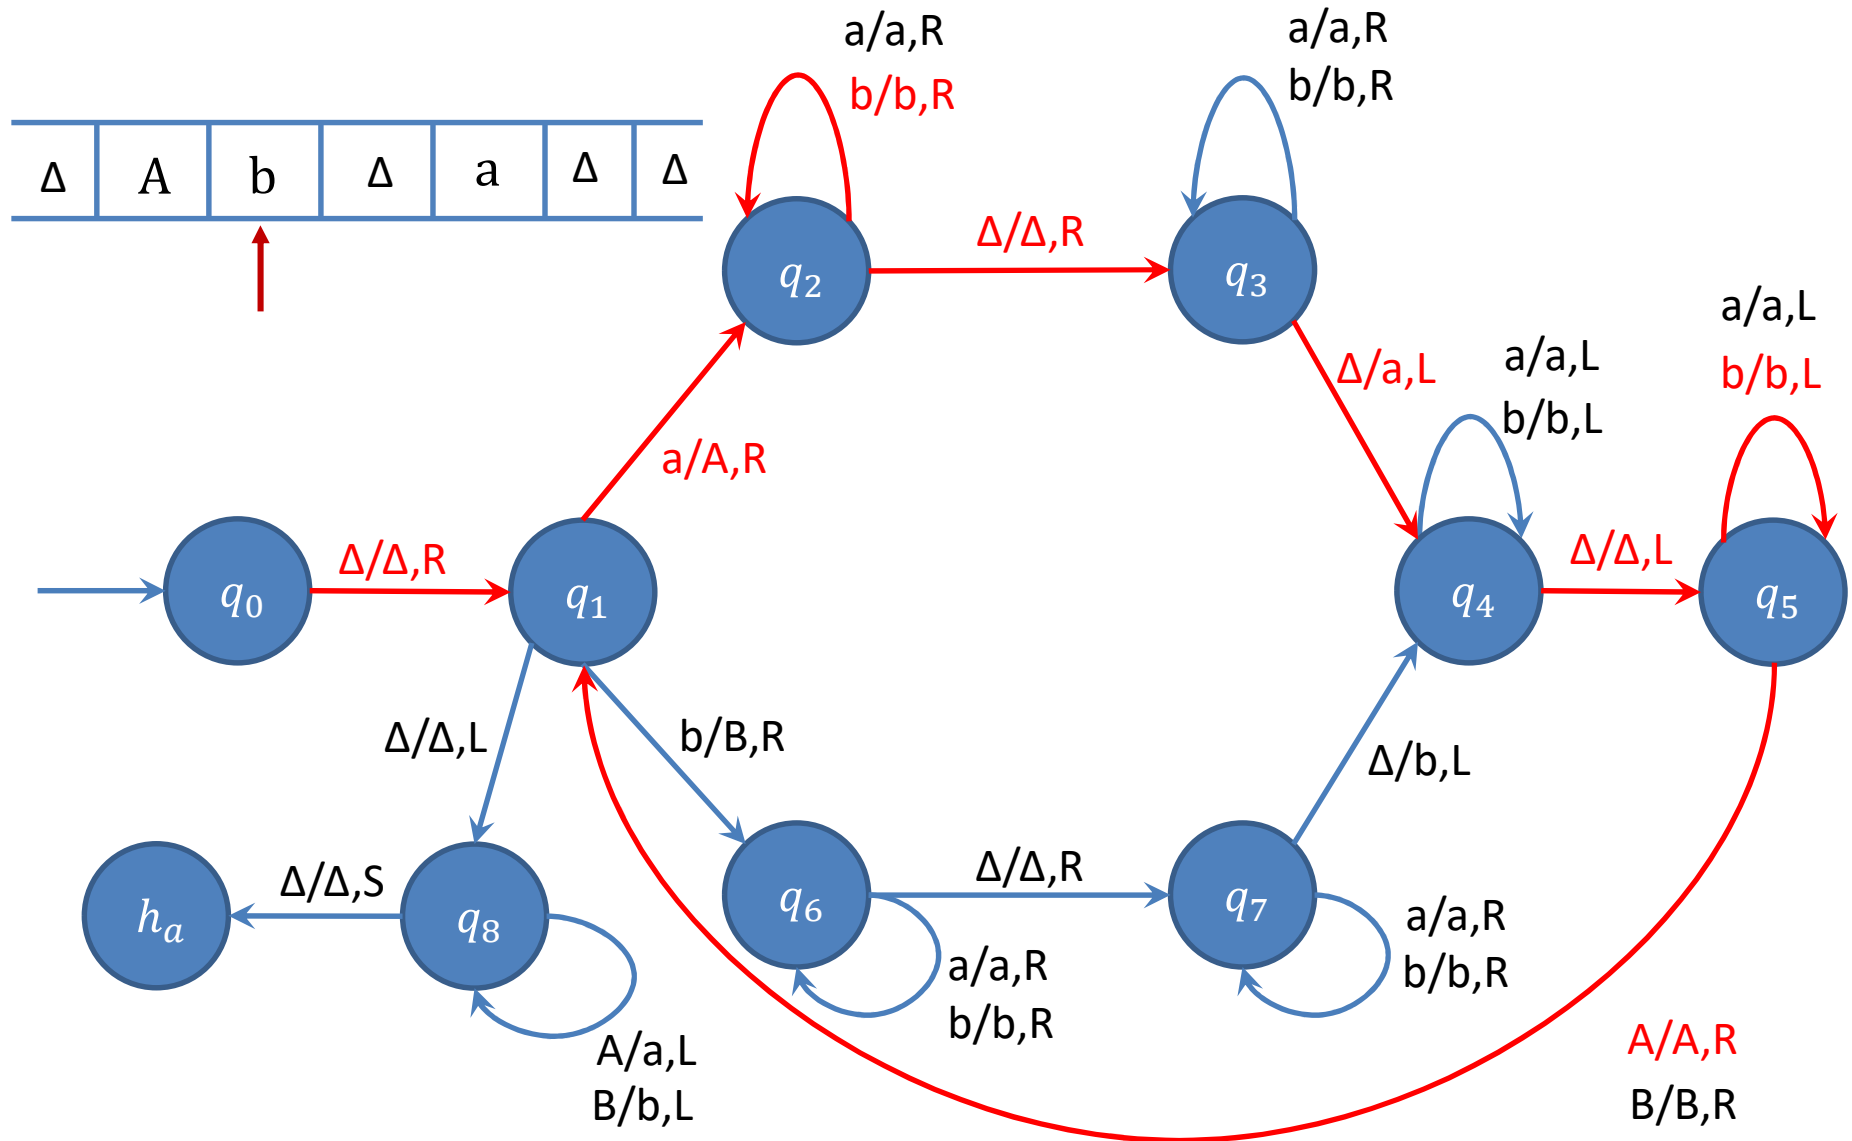 a/a,R
b/b,R
a/a,R
b/b,R
Δ A b Δ a Δ Δ
Δ/Δ,R
q2
q3
a/a,L
b/b,L
Δ/a,L
a/a,L
b/b,L
a/A,R
Δ/Δ,R
Δ/Δ,L
q0
q1
q4
q5
Δ/Δ,L
b/B,R
Δ/b,L
Δ/Δ,S
Δ/Δ,R
ha
q8
q6
q7
a/a,R
b/b,R
a/a,R
b/b,R
A/a,L
B/b,L
A/A,R
B/B,R